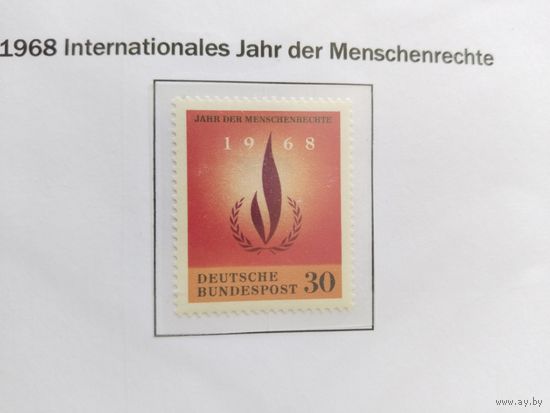 1968 Internationales Jahr der Menschenrechte
JAHR DER MENSCHENRECHTE
1968
DEUTSCHE
BUNDESPOST 30
www.ay.by